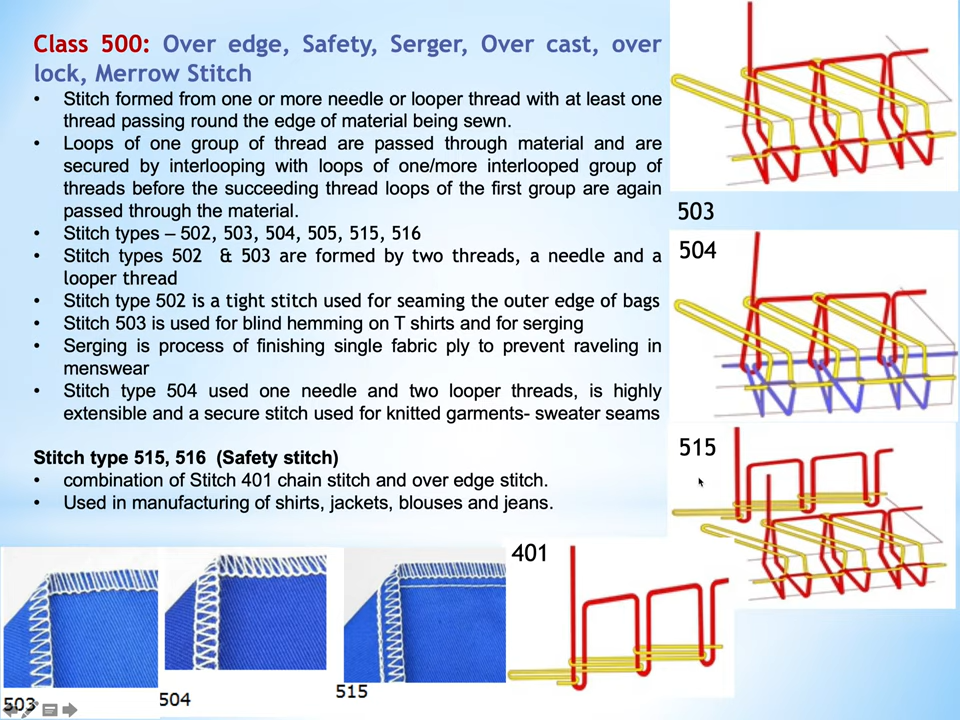 Class 500: Over edge, Safety, Serger, Over cast, over
lock, Merrow Stitch
• Stitch formed from one or more needle or looper thread with at least one
thread passing round the edge of material being sewn.
• Loops of one group of thread are passed through material and are
secured by interlooping with loops of one/more interlooped group of
threads before the succeeding thread loops of the first group are again
passed through the material.
• Stitch types – 502, 503, 504, 505, 515, 516
• Stitch types 502 & 503 are formed by two threads, a needle and a
looper thread
• Stitch type 502 is a tight stitch used for seaming the outer edge of bags
• Stitch 503 is used for blind hemming on T shirts and for serging
• Serging is process of finishing single fabric ply to prevent raveling in
menswear
• Stitch type 504 used one needle and two looper threads, is highly
extensible and a secure stitch used for knitted garments- sweater seams
Stitch type 515, 516 (Safety stitch)
• combination of Stitch 401 chain stitch and over edge stitch.
• Used in manufacturing of shirts, jackets, blouses and jeans.
503
504
515
401
503
504
515